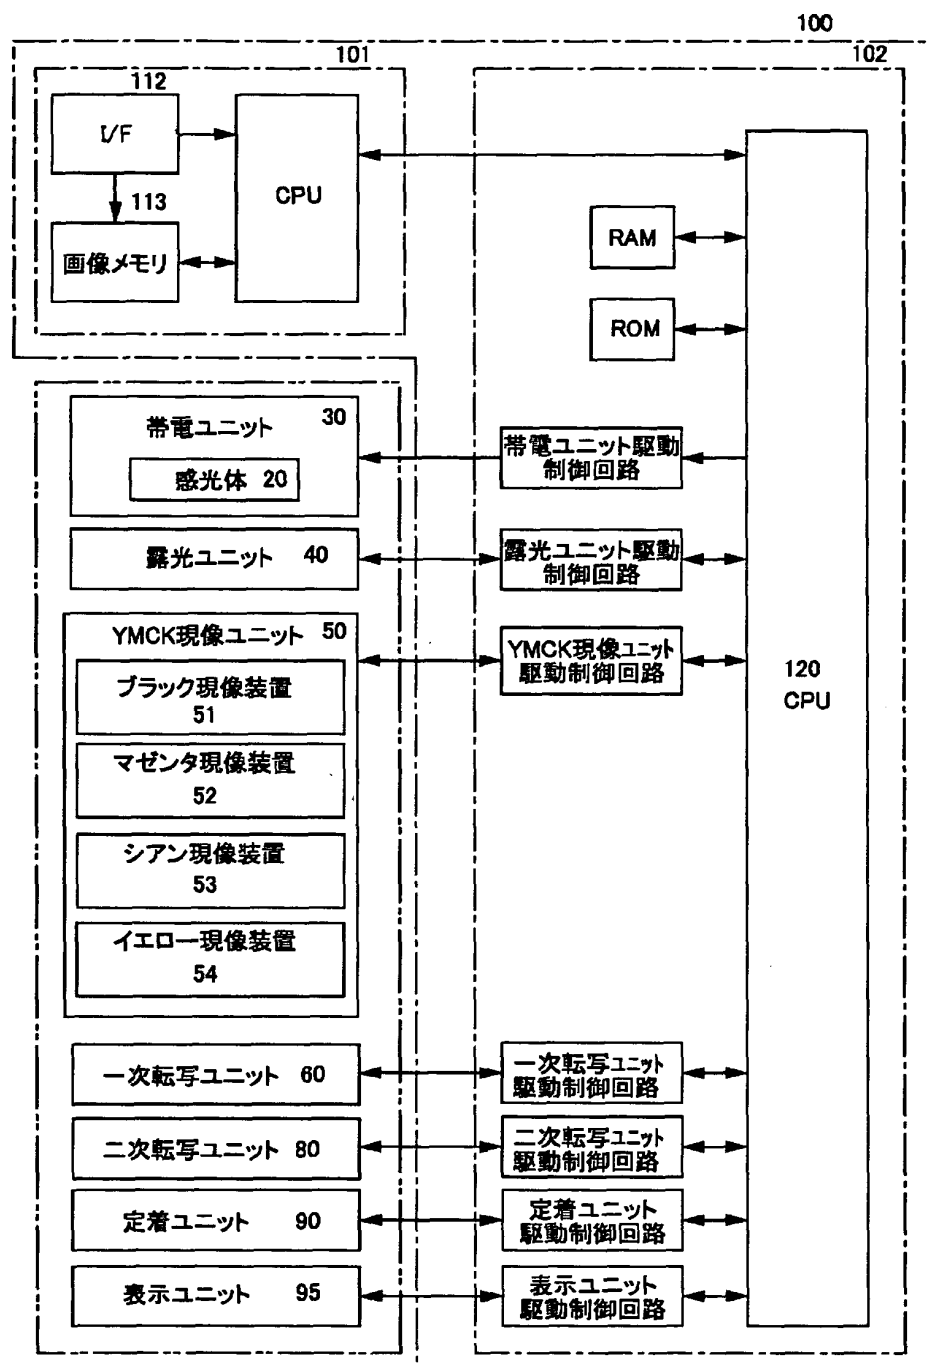 100
101
102
112
I/F
CPU
113
画像メモリ
RAM
ROM
帯電ユニット 30
感光体 20
帯電ユニット駆動
制御回路
露光ユニット 40
露光ユニット駆動
制御回路
YMCK現像ユニット 50
YMCK現像ユニット
駆動制御回路
ブラック現像装置
51
マゼンタ現像装置
52
シアン現像装置
53
イエロー現像装置
54
120
CPU
一次転写ユニット 60
一次転写ユニット
駆動制御回路
二次転写ユニット 80
二次転写ユニット
駆動制御回路
定着ユニット 90
定着ユニット
駆動制御回路
表示ユニット 95
表示ユニット
駆動制御回路